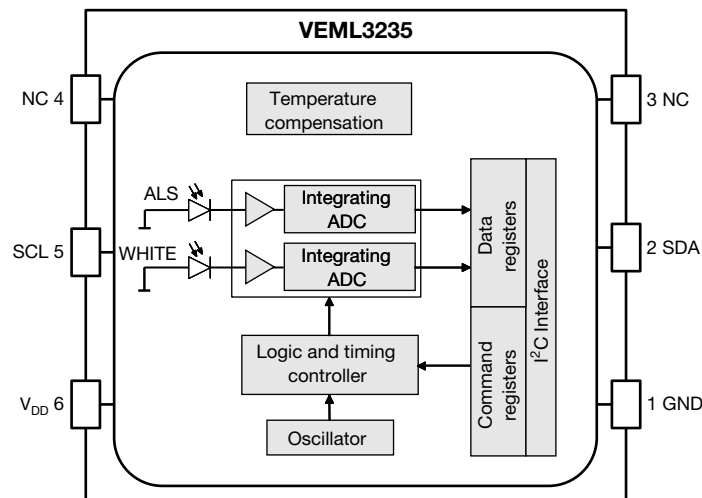 VEML3235
NC 4
3 NC
Temperature
compensation
ALS
Integrating
ADC
WHITE
Integrating
ADC
SCL 5
2 SDA
Data
registers
I²C Interface
Logic and timing
controller
Command
registers
V_DD 6
1 GND
Oscillator